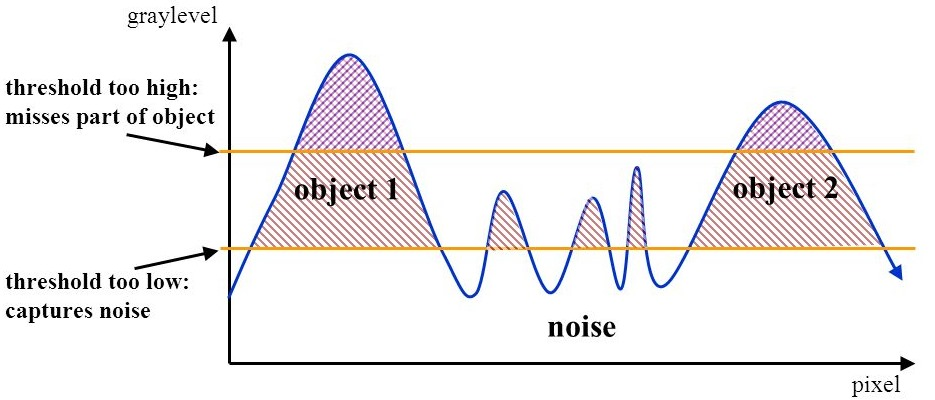 graylevel
threshold too high:
misses part of object
object 1
object 2
threshold too low:
captures noise
noise
pixel